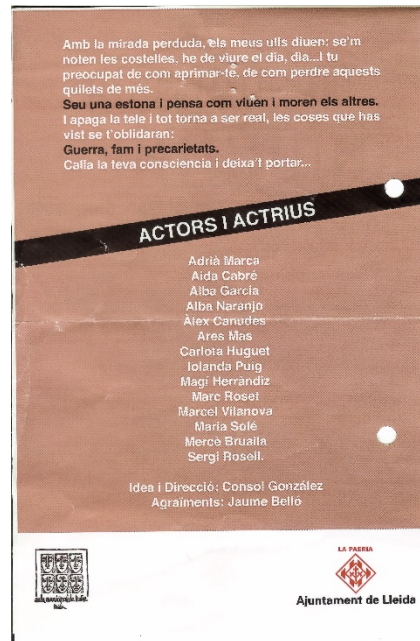 Amb la mirada perduda, els meus ulls diuen: se'm
noten les costelles, he de viure el dia, dia...I tu
preocupat de com aprimar-te, de com perdre aquests
quilets de més.
Seu una estona i pensa com viuen i moren els altres.
I apaga la tele i tot torna a ser real, les coses que has
vist se t'oblidaran:
Guerra, fam i precarietats.
Calla la teva consciencia i deixa't portar...
ACTORS I ACTRIUS
Adrià Marca
Aida Cabré
Alba Garcia
Alba Naranjo
Àlex Canudes
Ares Mas
Carlota Huguet
Iolanda Puig
Magí Herràndiz
Marc Roset
Marcel Vilanova
Maria Solé
Mercè Bruaila
Sergi Rosell.
Idea i Direcció: Consol González
Agraïments: Jaume Belló
LA PAERIA
Ajuntament de Lleida